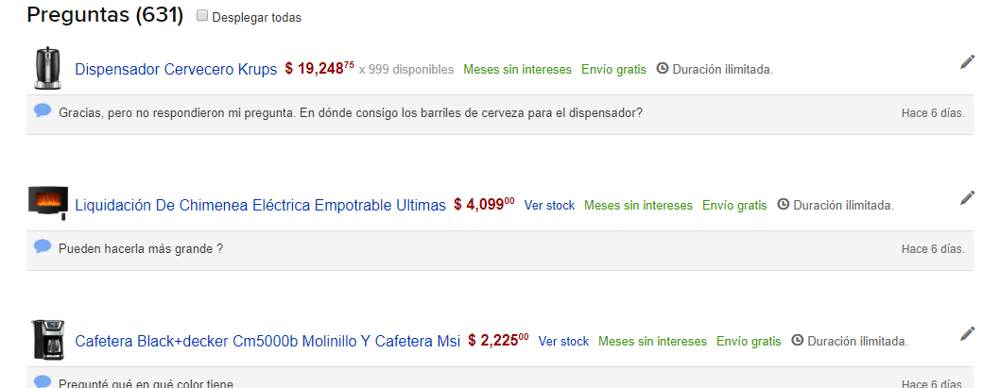 Preguntas (631) Desplegar todas
Dispensador Cervecero Krups $ 19,248⁷⁵ x 999 disponibles Meses sin intereses Envío gratis Duración ilimitada.
Gracias, pero no respondieron mi pregunta. En dónde consigo los barriles de cerveza para el dispensador? Hace 6 días.
Liquidación De Chimenea Eléctrica Empotrable Ultimas $ 4,099⁰⁰ Ver stock Meses sin intereses Envío gratis Duración ilimitada.
Pueden hacerla más grande ? Hace 6 días.
Cafetera Black+decker Cm5000b Molinillo Y Cafetera Msi $ 2,225⁰⁰ Ver stock Meses sin intereses Envío gratis Duración ilimitada.
Pregunté qué en qué color tiene Hace 6 días.